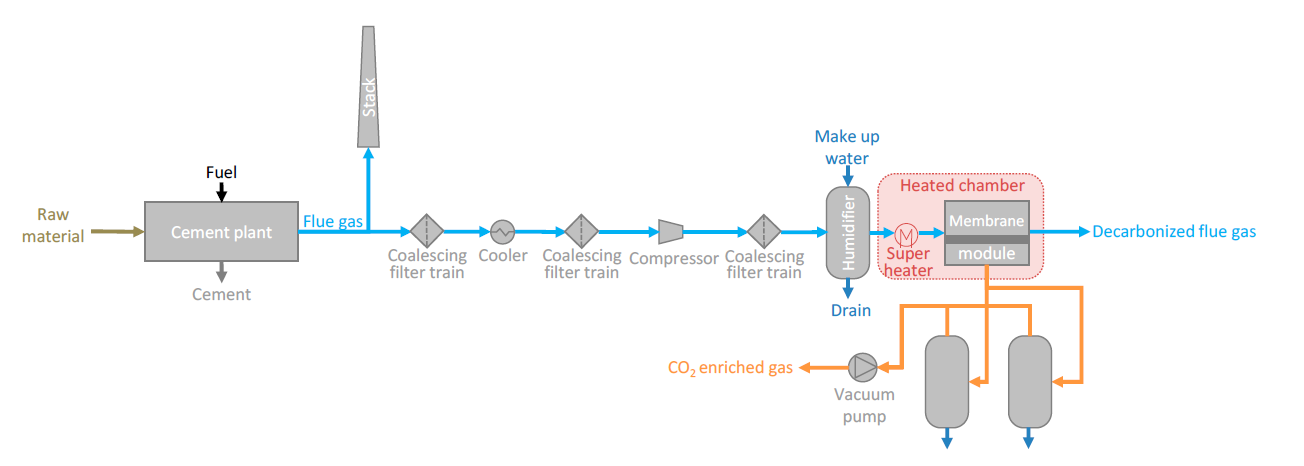 Stack
Fuel
Raw
material
Cement plant
Cement
Flue gas
Coalescing
filter train
Cooler
Coalescing
filter train
Compressor
Coalescing
filter train
Make up
water
Humidifier
Drain
Heated chamber
Super
heater
Membrane
module
Decarbonized flue gas
CO₂ enriched gas
Vacuum
pump